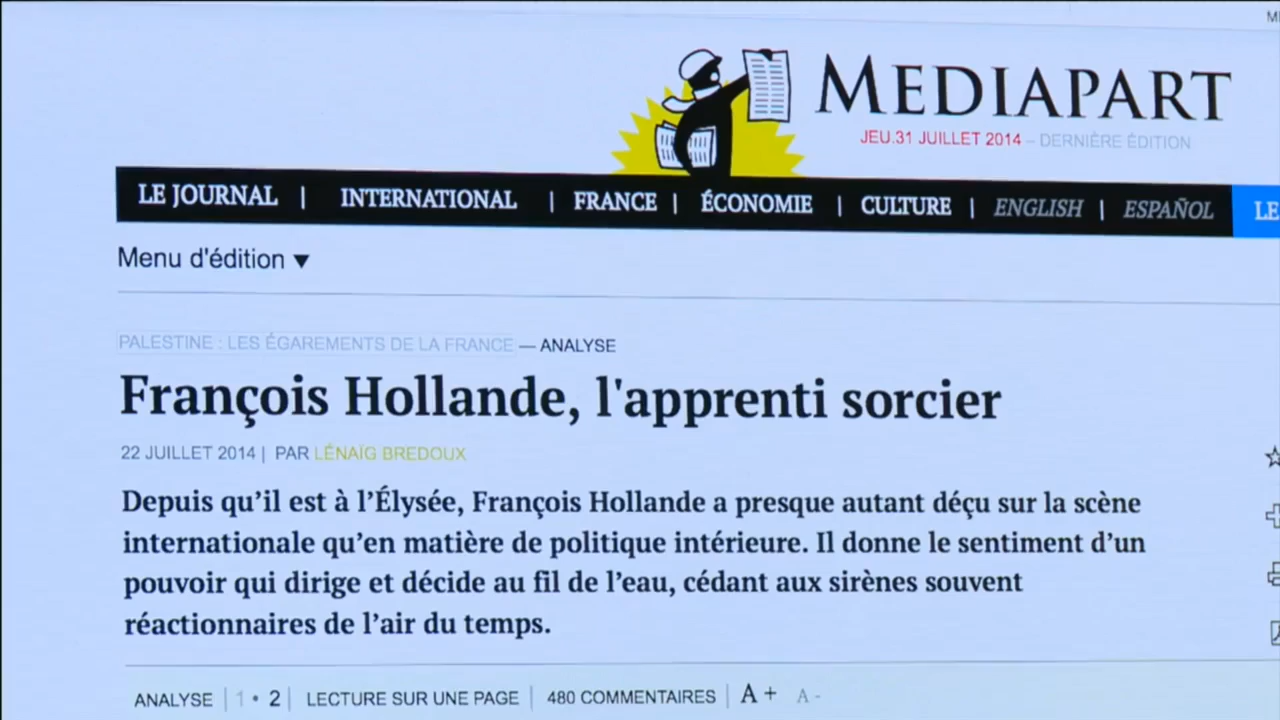 MEDIAPART
JEU.31 JUILLET 2014 – DERNIÈRE ÉDITION
LE JOURNAL | INTERNATIONAL | FRANCE | ÉCONOMIE | CULTURE | ENGLISH | ESPAÑOL LE
Menu d'édition ▼
PALESTINE : LES ÉGAREMENTS DE LA FRANCE — ANALYSE
François Hollande, l'apprenti sorcier
22 JUILLET 2014 | PAR LÉNAÏG BREDOUX
Depuis qu’il est à l’Élysée, François Hollande a presque autant déçu sur la scène
internationale qu’en matière de politique intérieure. Il donne le sentiment d’un
pouvoir qui dirige et décide au fil de l’eau, cédant aux sirènes souvent
réactionnaires de l’air du temps.
ANALYSE | 1 • 2 | LECTURE SUR UNE PAGE | 480 COMMENTAIRES | A + A -